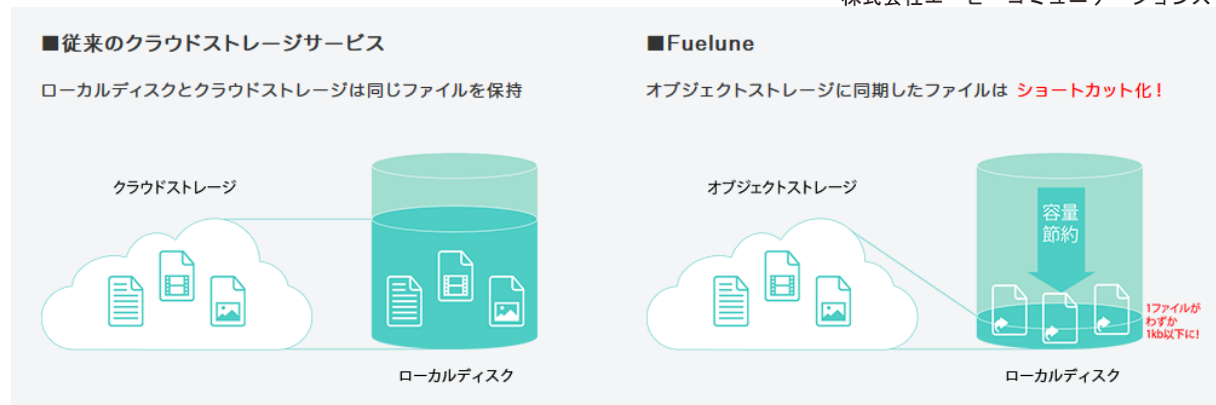 ■従来のクラウドストレージサービス
ローカルディスクとクラウドストレージは同じファイルを保持
クラウドストレージ
ローカルディスク
■Fuelune
オブジェクトストレージに同期したファイルは ショートカット化!
オブジェクトストレージ
容量
節約
1ファイルが
わずか
1kb以下に!
ローカルディスク